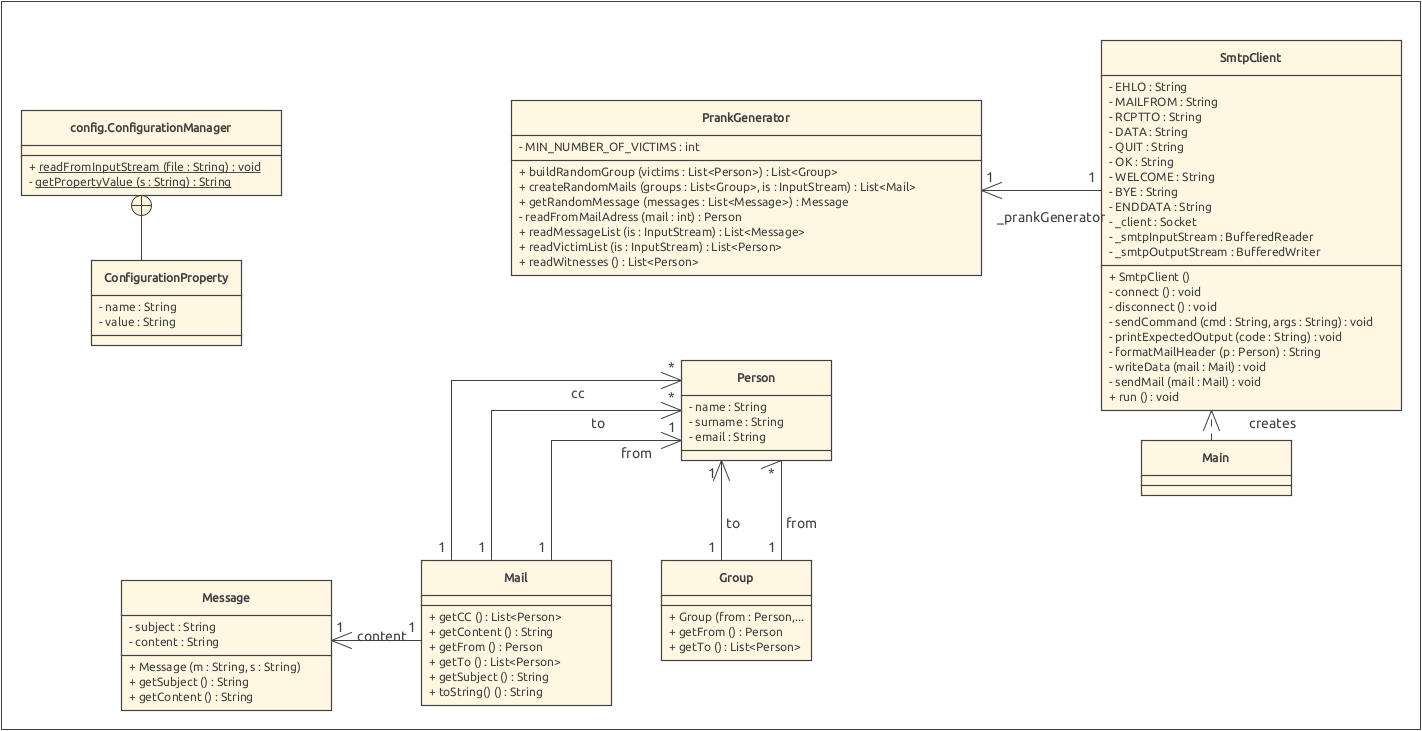 config.ConfigurationManager
+ readFromInputStream (file : String) : void
- getPropertyValue (s : String) : String
ConfigurationProperty
- name : String
- value : String
PrankGenerator
- MIN_NUMBER_OF_VICTIMS : int
+ buildRandomGroup (victims : List<Person>) : List<Group>
+ createRandomMails (groups : List<Group>, is : InputStream) : List<Mail>
+ getRandomMessage (messages : List<Message>) : Message
- readFromMailAdress (mail : int) : Person
+ readMessageList (is : InputStream) : List<Message>
+ readVictimList (is : InputStream) : List<Person>
+ readWitnesses () : List<Person>
1
1
_prankGenerator
SmtpClient
- EHLO : String
- MAILFROM : String
- RCPTTO : String
- DATA : String
- QUIT : String
- OK : String
- WELCOME : String
- BYE : String
- ENDDATA : String
- _client : Socket
- _smtpInputStream : BufferedReader
- _smtpOutputStream : BufferedWriter
+ SmtpClient ()
- connect () : void
- disconnect () : void
- sendCommand (cmd : String, args : String) : void
- printExpectedOutput (code : String) : void
- formatMailHeader (p : Person) : String
- writeData (mail : Mail) : void
- sendMail (mail : Mail) : void
+ run () : void
creates
Main
*
cc
*
to
1
from
Person
- name : String
- surname : String
- email : String
1
*
to
from
1
1
1
1
1
Mail
+ getCC () : List<Person>
+ getContent () : String
+ getFrom () : Person
+ getTo () : List<Person>
+ getSubject () : String
+ toString() () : String
Group
+ Group (from : Person,...
+ getFrom () : Person
+ getTo () : List<Person>
Message
- subject : String
- content : String
+ Message (m : String, s : String)
+ getSubject () : String
+ getContent () : String
1
content
1